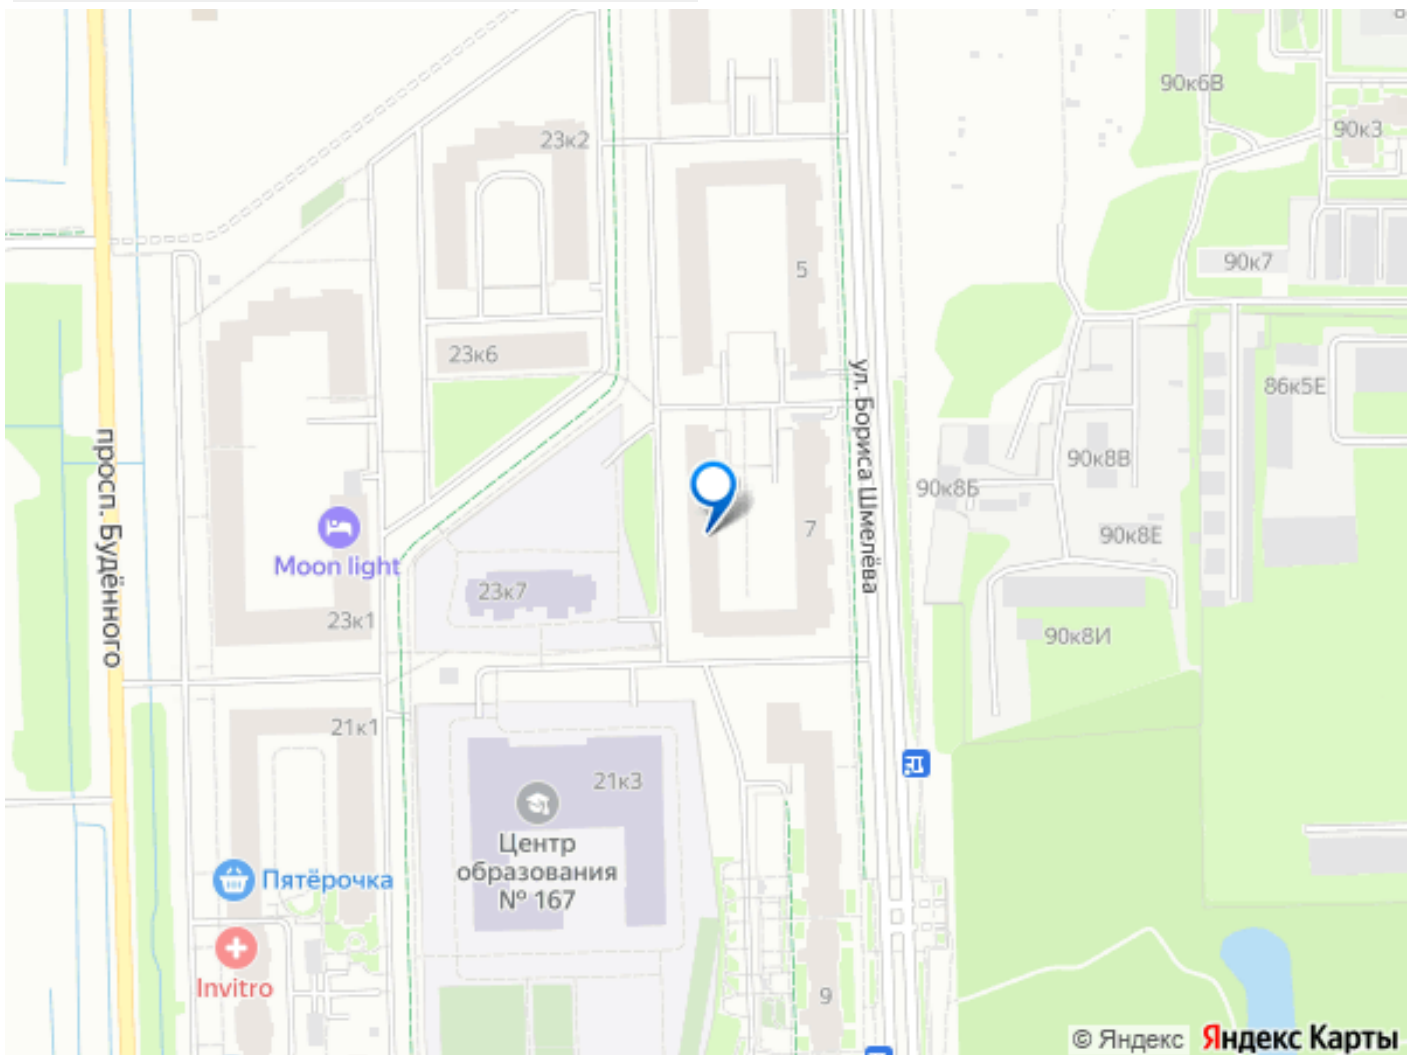 90к6В
90к3
23к2
5
90к7
23к6
86к5Е
ул. Бориса Шмелёва
просп. Будённого
90к8В
90к8Б
7
90к8Е
Moon light
23к7
23к1
90к8И
21к1
21к3
Центр
образования
№ 167
Пятёрочка
Invitro
9
© Яндекс
Яндекс Карты